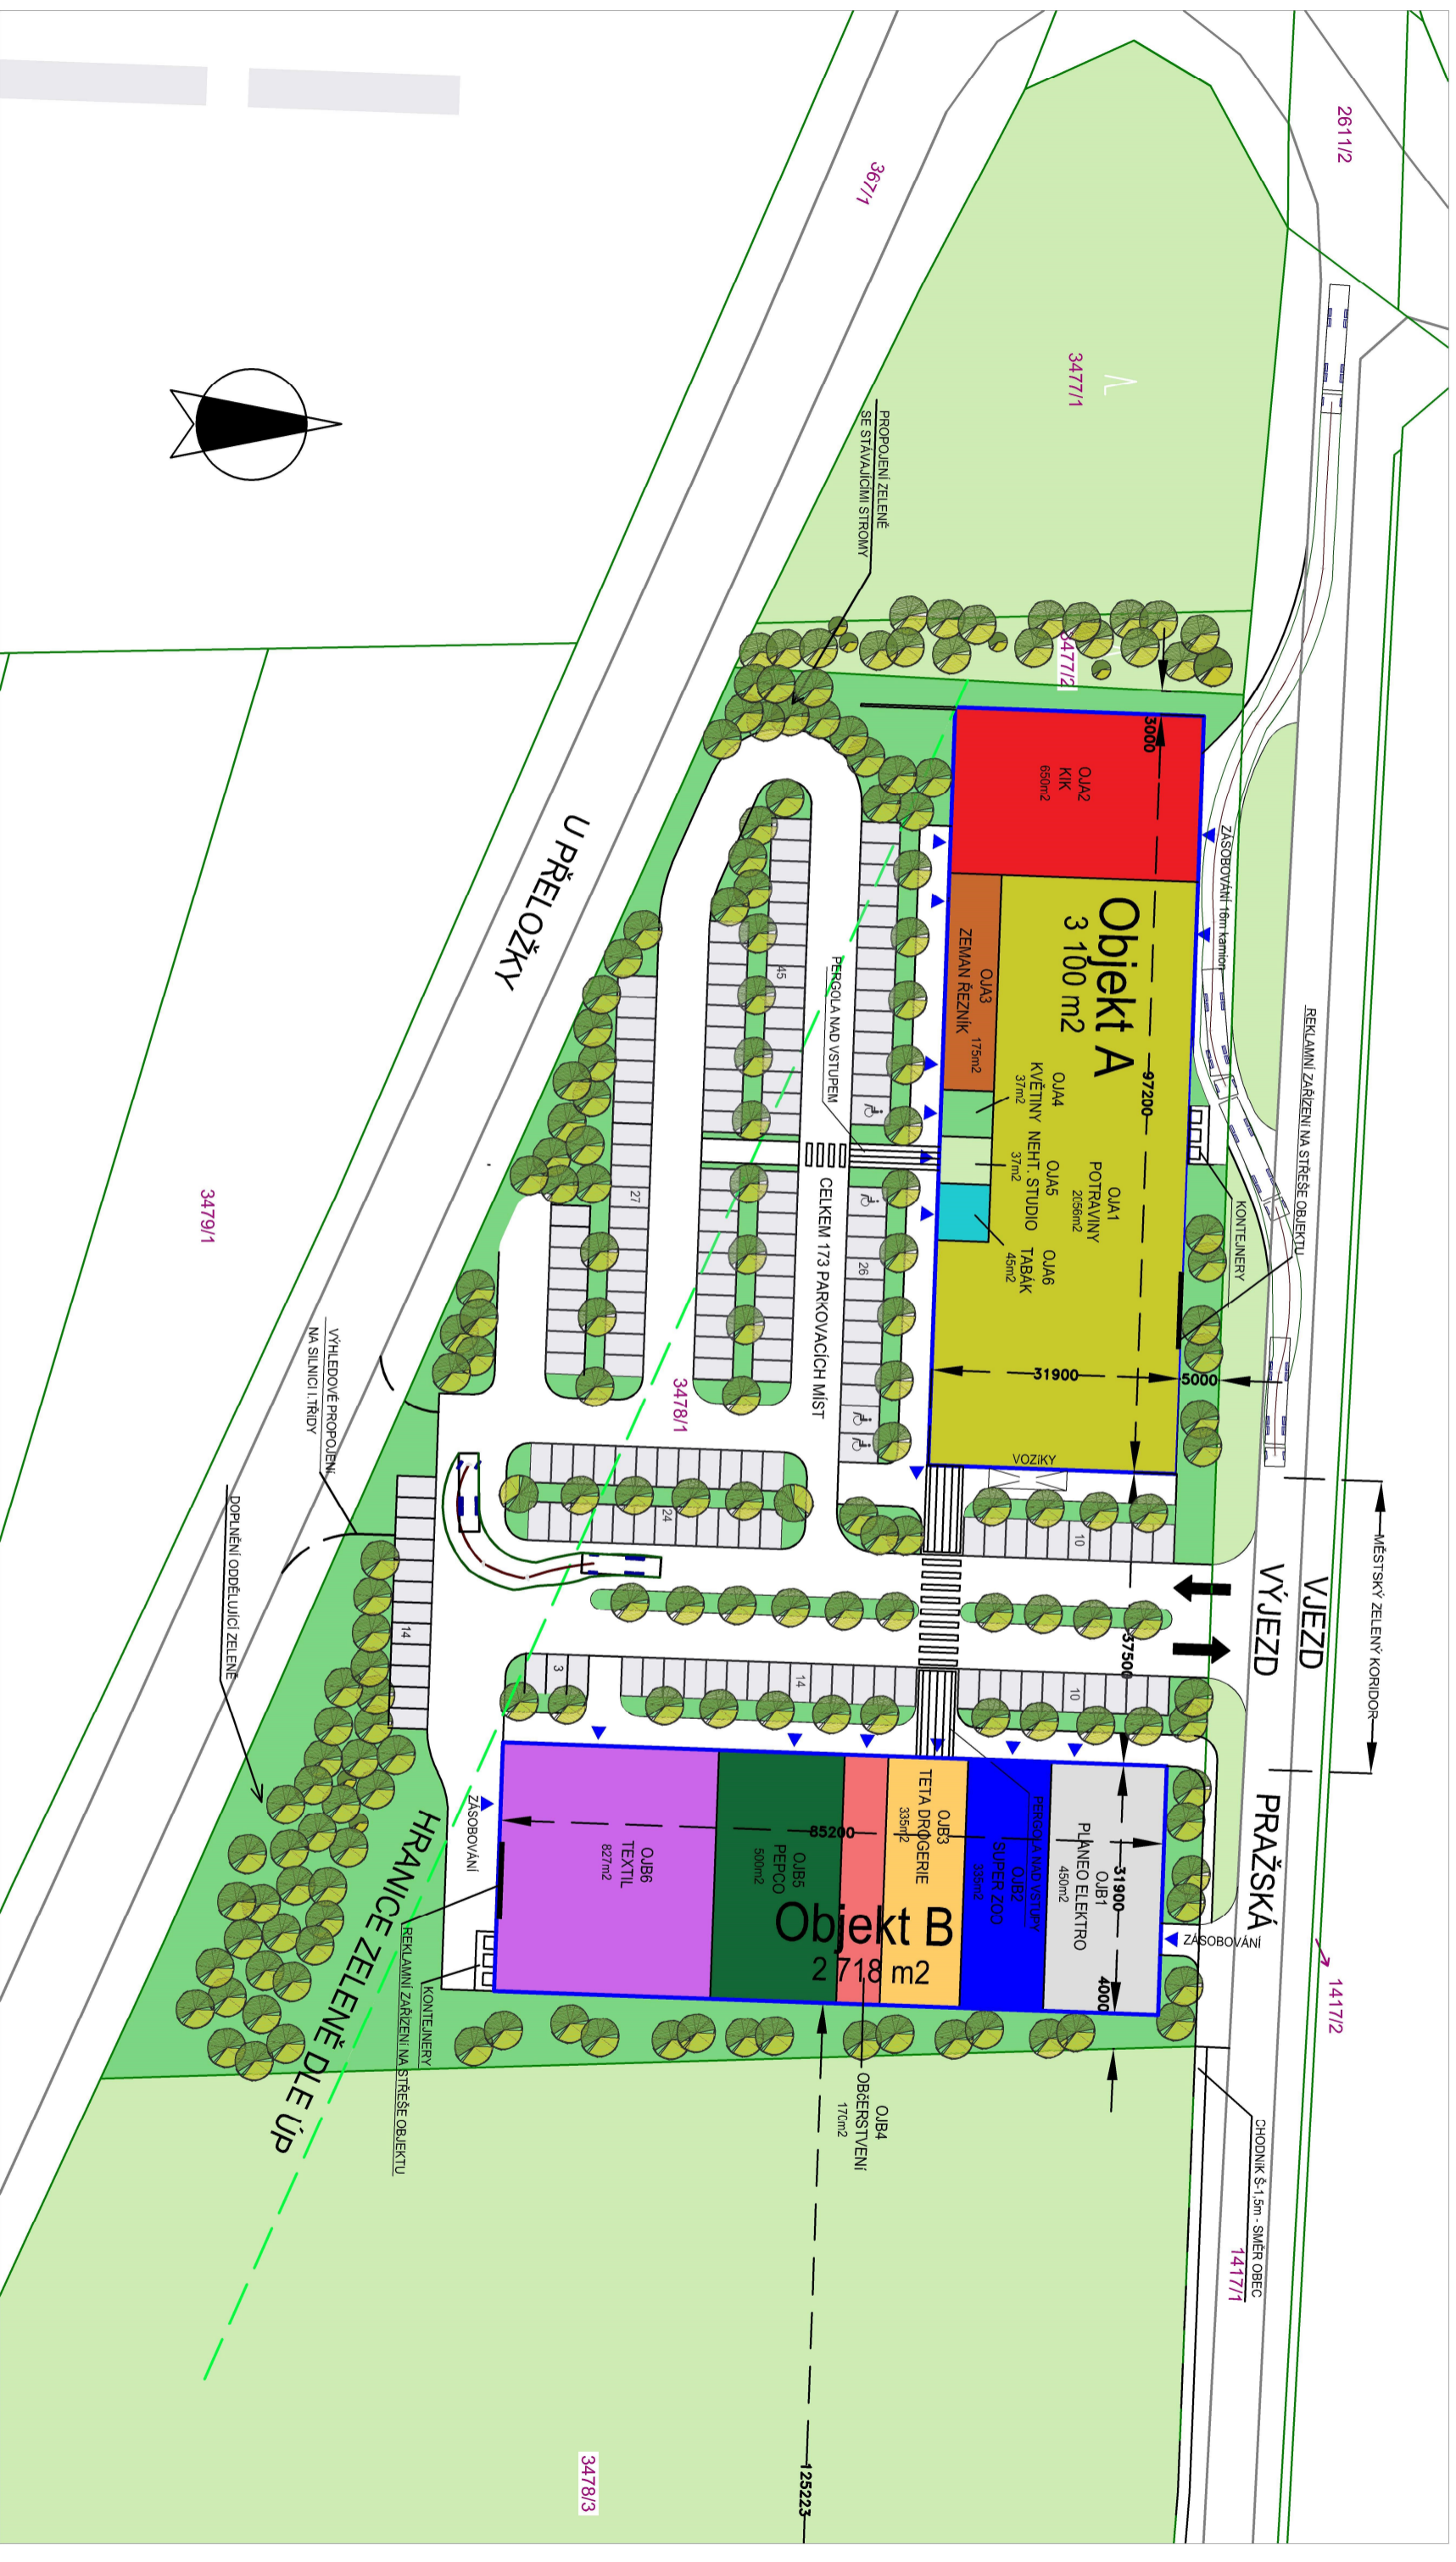 2611/2
367/1
3477/1
PROPOJENÍ ZELENĚ
SE STÁVAJÍCÍMI STROMY
3477/2
3000
OJA2
KIK
650m2
ZÁSOBOVÁNÍ 16m kamion
REKLAMNÍ ZAŘÍZENÍ NA STŘEŠE OBJEKTU
KONTEJNERY
Objekt A
3 100 m2
97200
OJA3
ZEMAN ŘEZNÍK
175m2
OJA4
KVĚTINY
37m2
OJA5
NEHT. STUDIO
37m2
OJA6
TABÁK
45m2
OJA1
POTRAVINY
2056m2
31900
5000
VOZÍKY
PERGOLA NAD VSTUPEM
45
26
27
CELKEM 173 PARKOVACÍCH MÍST
U PŘELOŽKY
3479/1
3478/1
VÝHLEDOVÉ PROPOJENÍ
NA SILNICI I.TŘÍDY
DOPLNĚNÍ ODDĚLUJÍCÍ ZELENĚ
24
14
10
3
14
10
37500
MĚSTSKÝ ZELENÝ KORIDOR
VJEZD
VÝJEZD
PRAŽSKÁ
1417/2
ZÁSOBOVÁNÍ
PERGOLA NAD VSTUPY
OJB1
PLANEO ELEKTRO
450m2
31900
4000
OJB2
SUPER ZOO
335m2
OJB3
TETA DROGERIE
335m2
Objekt B
2 718 m2
85200
OJB5
PEPCO
500m2
OJB6
TEXTIL
827m2
ZÁSOBOVÁNÍ
KONTEJNERY
REKLAMNÍ ZAŘÍZENÍ NA STŘEŠE OBJEKTU
HRANICE ZELENĚ DLE ÚP
OJB4
OBčERSTVENÍ
170m2
CHODNÍK Š-1,5m - SMĚR OBEC
1417/1
3478/3
125223